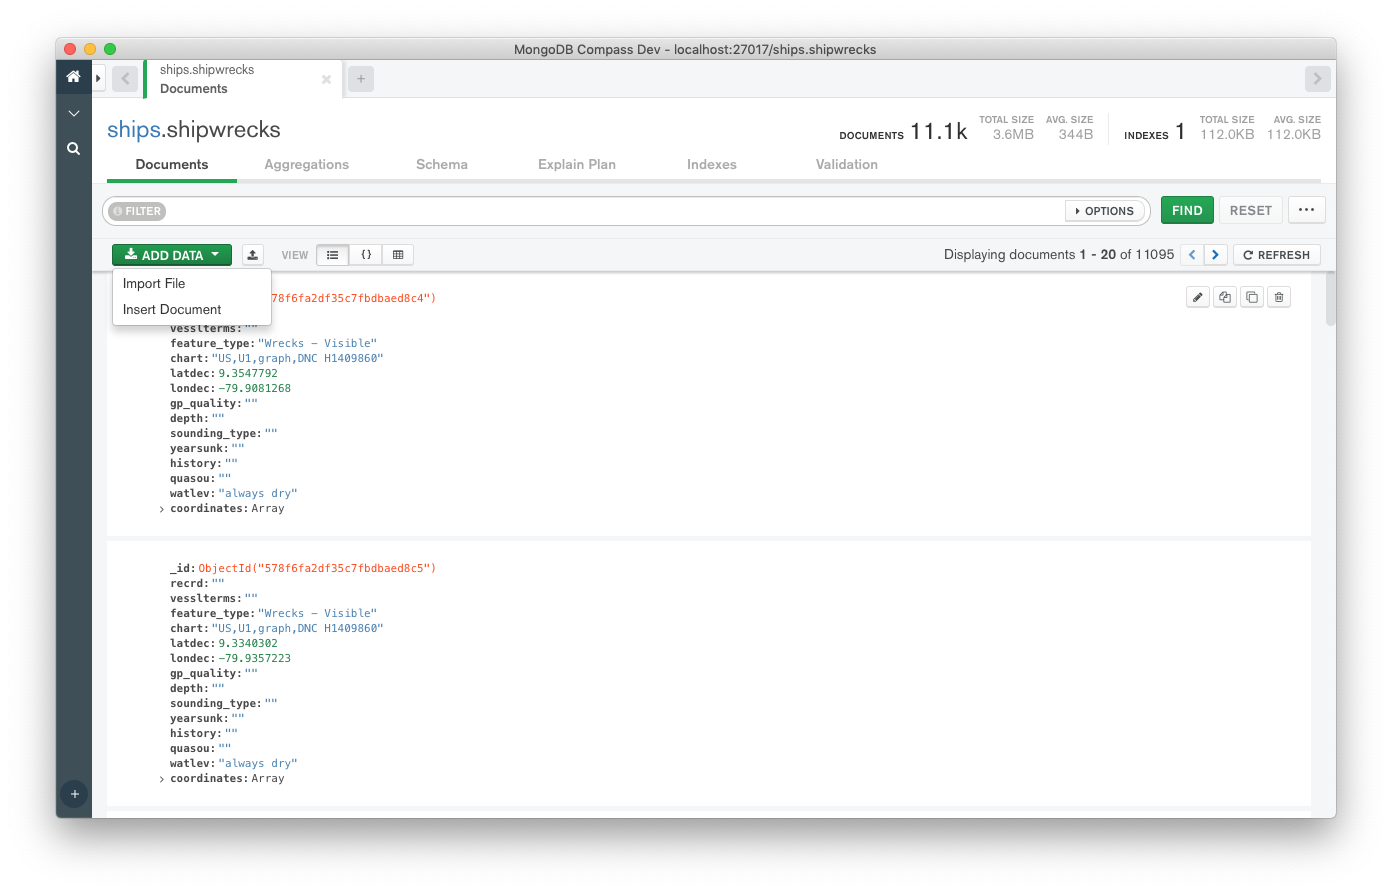 MongoDB Compass Dev - localhost:27017/ships.shipwrecks
ships.shipwrecks
Documents
ships.shipwrecks
DOCUMENTS 11.1k TOTAL SIZE 3.6MB AVG. SIZE 344B INDEXES 1 TOTAL SIZE 112.0KB AVG. SIZE 112.0KB
Documents Aggregations Schema Explain Plan Indexes Validation
FILTER OPTIONS FIND RESET ...
ADD DATA VIEW {} Displaying documents 1 - 20 of 11095 REFRESH
Import File
Insert Document
578f6fa2df35c7fbdbaed8c4")
vesslterms: ""
feature_type: "Wrecks - Visible"
chart: "US,U1,graph,DNC H1409860"
latdec: 9.3547792
londec: -79.9081268
gp_quality: ""
depth: ""
sounding_type: ""
yearsunk: ""
history: ""
quasou: ""
watlev: "always dry"
coordinates: Array
_id: ObjectId("578f6fa2df35c7fbdbaed8c5")
recrd: ""
vesslterms: ""
feature_type: "Wrecks - Visible"
chart: "US,U1,graph,DNC H1409860"
latdec: 9.3340302
londec: -79.9357223
gp_quality: ""
depth: ""
sounding_type: ""
yearsunk: ""
history: ""
quasou: ""
watlev: "always dry"
coordinates: Array